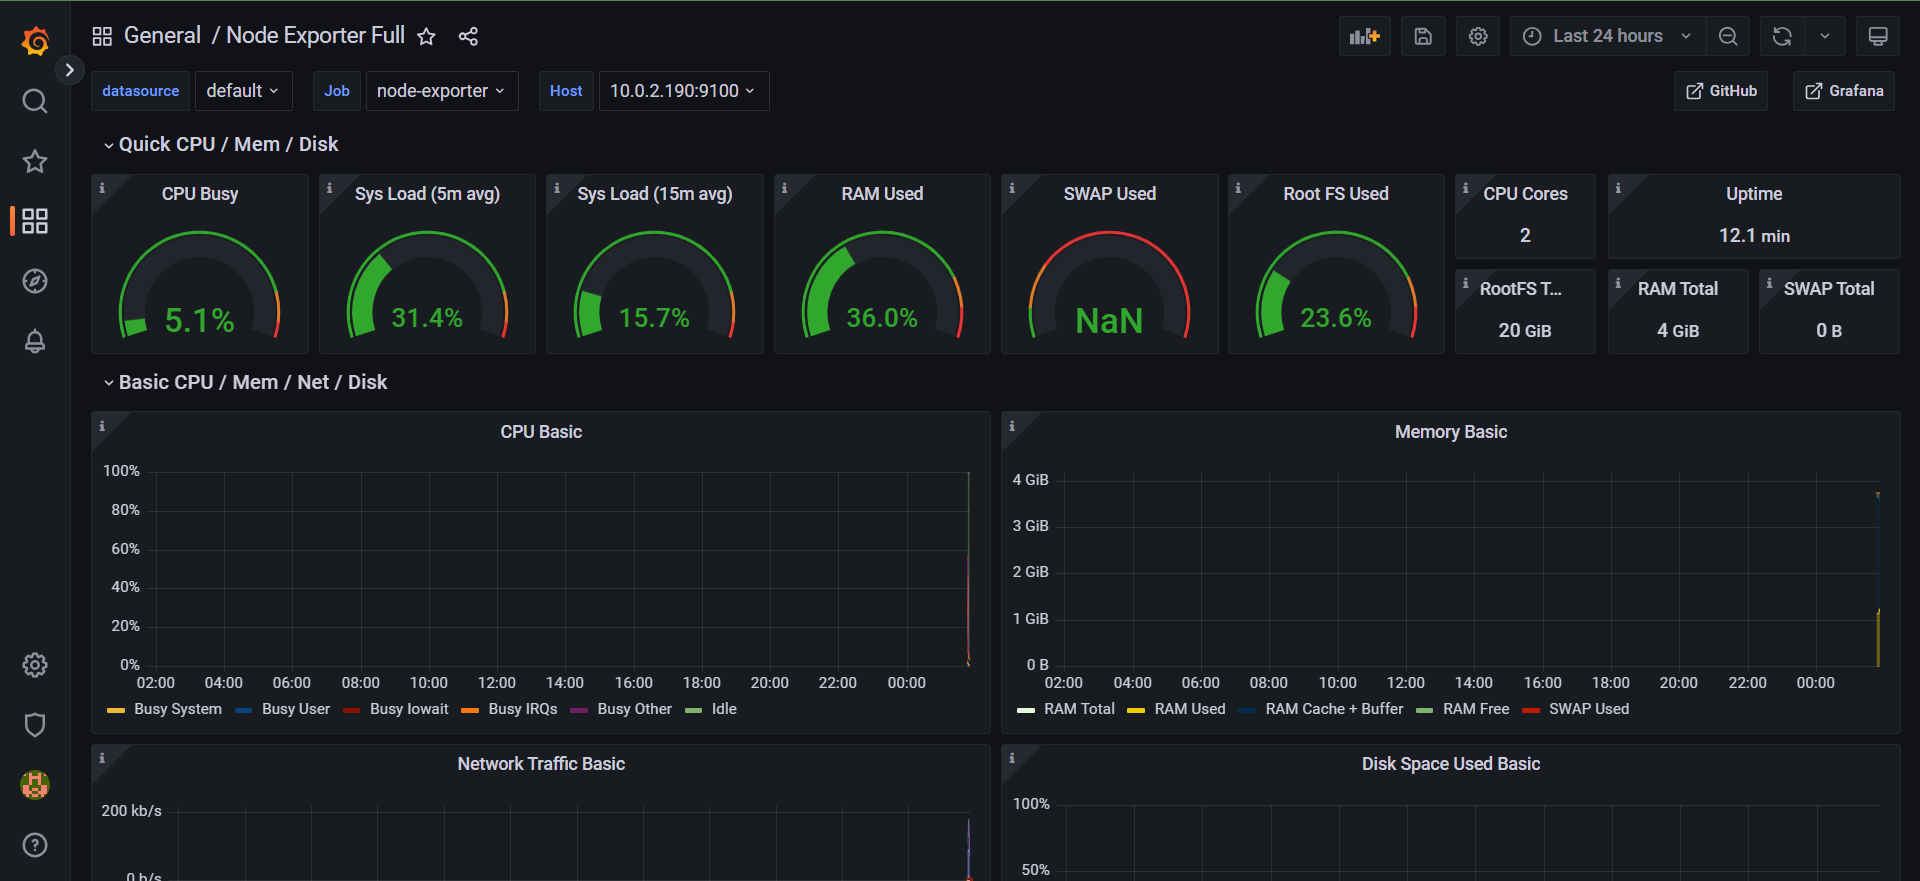 General / Node Exporter Full
Last 24 hours
datasource default Job node-exporter Host 10.0.2.190:9100 GitHub Grafana
Quick CPU / Mem / Disk
CPU Busy
5.1%
Sys Load (5m avg)
31.4%
Sys Load (15m avg)
15.7%
RAM Used
36.0%
SWAP Used
NaN
Root FS Used
23.6%
CPU Cores
2
Uptime
12.1 min
RootFS T...
20 GiB
RAM Total
4 GiB
SWAP Total
0 B
Basic CPU / Mem / Net / Disk
CPU Basic
100%
80%
60%
40%
20%
0%
02:00 04:00 06:00 08:00 10:00 12:00 14:00 16:00 18:00 20:00 22:00 00:00
Busy System Busy User Busy Iowait Busy IRQs Busy Other Idle
Memory Basic
4 GiB
3 GiB
2 GiB
1 GiB
0 B
02:00 04:00 06:00 08:00 10:00 12:00 14:00 16:00 18:00 20:00 22:00 00:00
RAM Total RAM Used RAM Cache + Buffer RAM Free SWAP Used
Network Traffic Basic
200 kb/s
0 b/s
Disk Space Used Basic
100%
50%